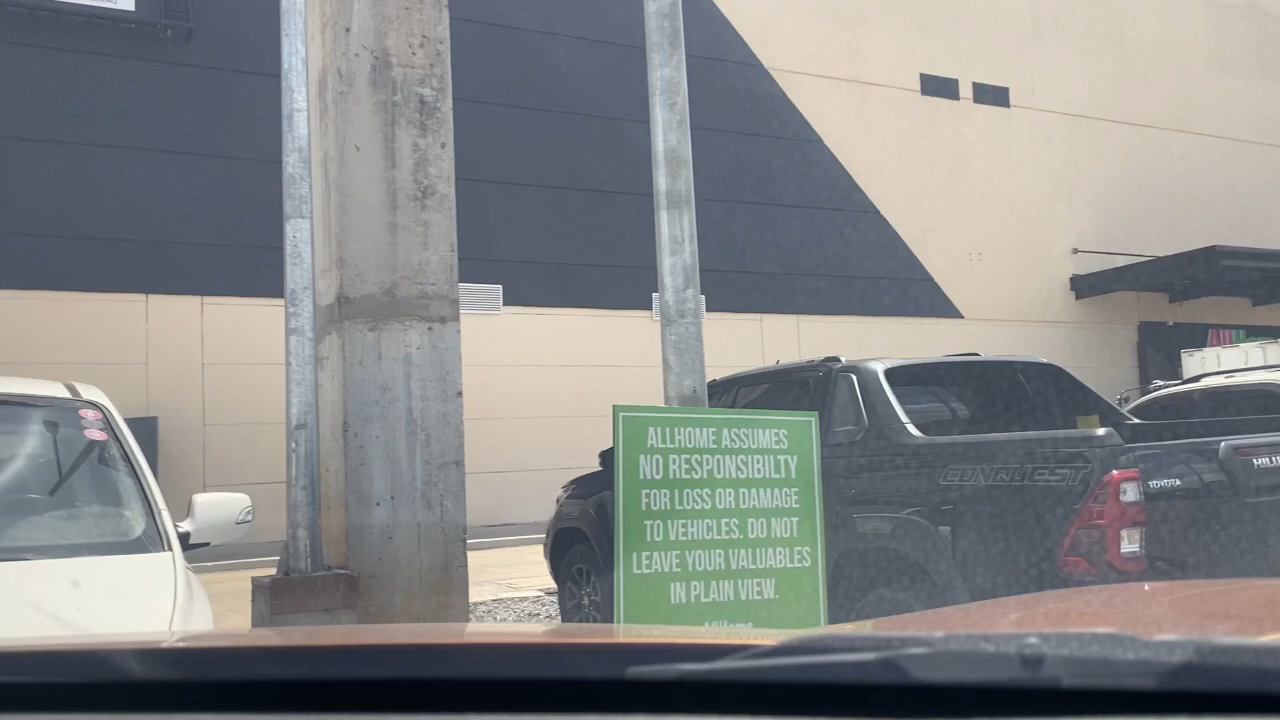 ALLHOME ASSUMES
NO RESPONSIBILTY
FOR LOSS OR DAMAGE
TO VEHICLES. DO NOT
LEAVE YOUR VALUABLES
IN PLAIN VIEW.
AllHome
CONQUEST
TOYOTA